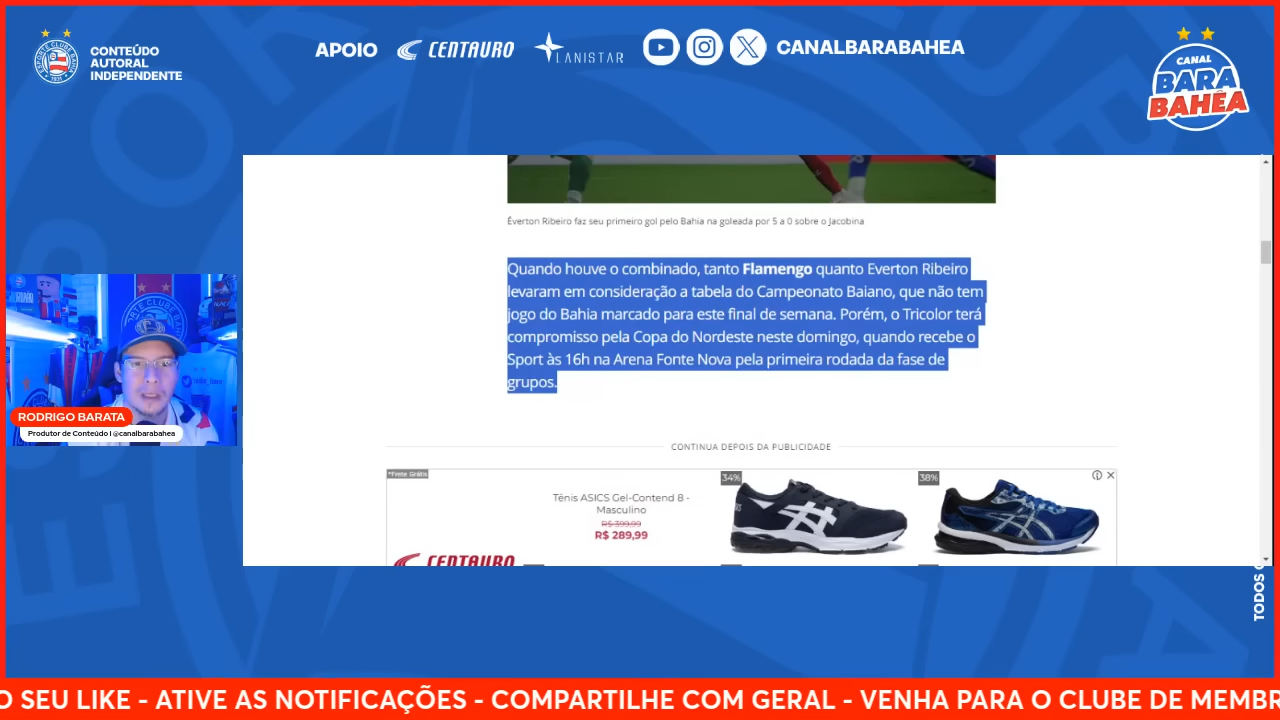 CONTEÚDO
AUTORAL
INDEPENDENTE
APOIO
CENTAURO
LANISTAR
CANALBARABAHEA
CANAL
BARA
BAHÊA
Éverton Ribeiro faz seu primeiro gol pelo Bahia na goleada por 5 a 0 sobre o Jacobina
Quando houve o combinado, tanto Flamengo quanto Everton Ribeiro
levaram em consideração a tabela do Campeonato Baiano, que não tem
jogo do Bahia marcado para este final de semana. Porém, o Tricolor terá
compromisso pela Copa do Nordeste neste domingo, quando recebe o
Sport às 16h na Arena Fonte Nova pela primeira rodada da fase de
grupos.
CONTINUA DEPOIS DA PUBLICIDADE
*Frete Grátis
Tênis ASICS Gel-Contend 8 -
Masculino
R$ 399,99
R$ 289,99
34%
38%
CENTAURO
RODRIGO BARATA
Produtor de Conteúdo | @canalbarabahea
TODOS
O SEU LIKE - ATIVE AS NOTIFICAÇÕES - COMPARTILHE COM GERAL - VENHA PARA O CLUBE DE MEMBR